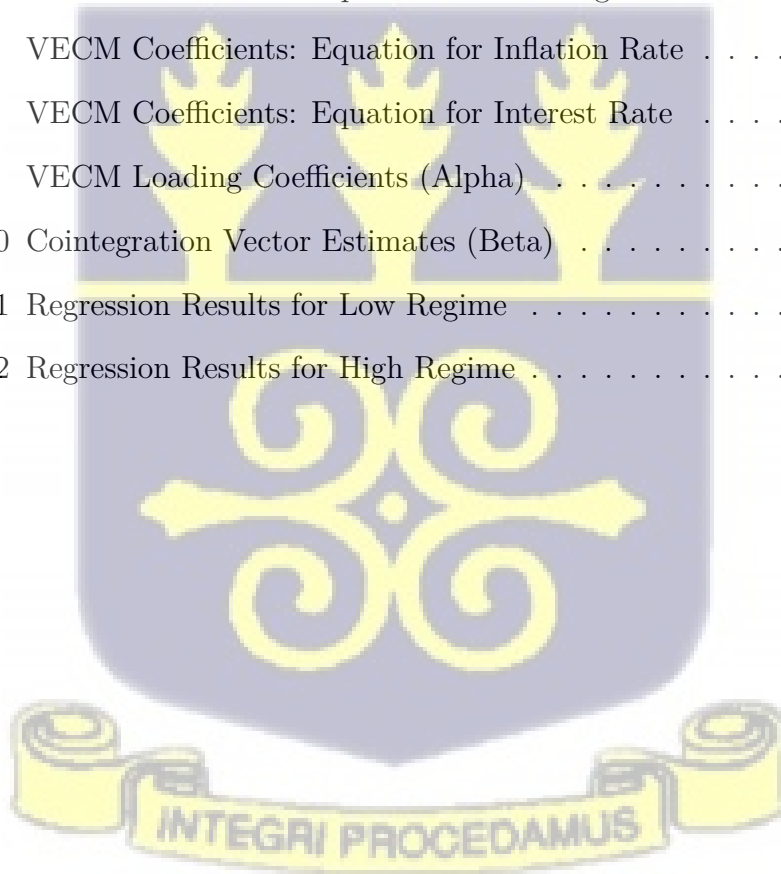 VECM Coefficients: Equation for Inflation Rate . . . .
VECM Coefficients: Equation for Interest Rate . . . .
VECM Loading Coefficients (Alpha) . . . . . . . . . .
0 Cointegration Vector Estimates (Beta) . . . . . . . . .
1 Regression Results for Low Regime . . . . . . . . . . .
2 Regression Results for High Regime . . . . . . . . . . .
INTEGRI PROCEDAMUS